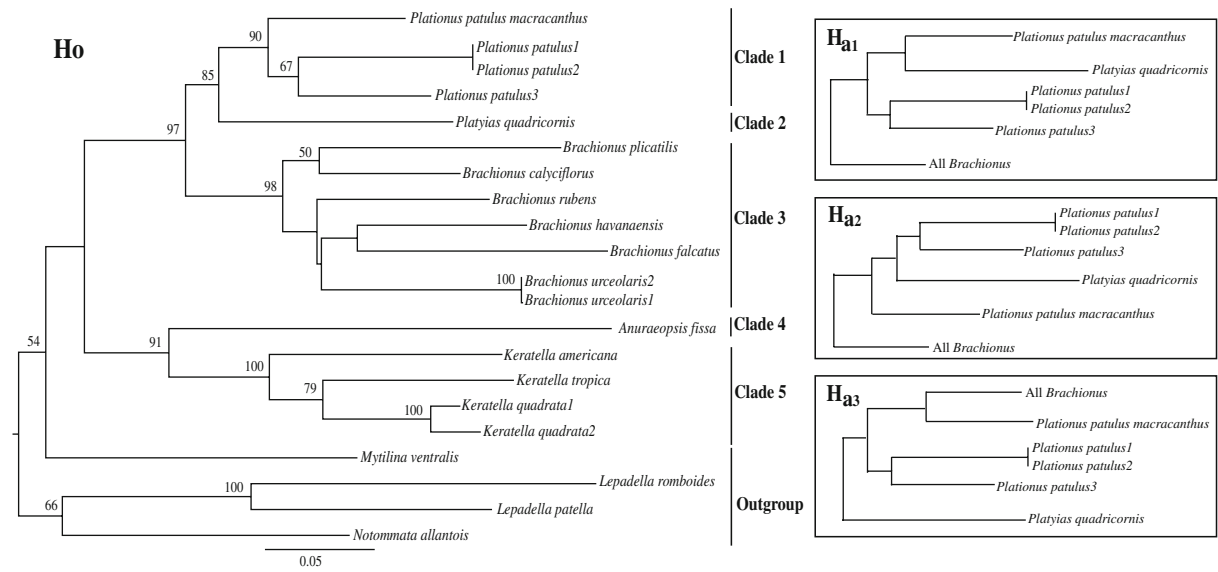 Ho
Plationus patulus macracanthus
90
Plationus patulus1
67
Plationus patulus2
85
Plationus patulus3
Clade 1
97
Platyias quadricornis
Clade 2
50
Brachionus plicatilis
98
Brachionus calyciflorus
Brachionus rubens
Brachionus havanaensis
Brachionus falcatus
100
Brachionus urceolaris2
Brachionus urceolaris1
Clade 3
54
91
Anuraeopsis fissa
Clade 4
100
Keratella americana
79
Keratella tropica
100
Keratella quadrata1
Keratella quadrata2
Clade 5
Mytilina ventralis
66
100
Lepadella romboides
Lepadella patella
Notommata allantois
Outgroup
0.05
Ha1
Plationus patulus macracanthus
Platyias quadricornis
Plationus patulus1
Plationus patulus2
Plationus patulus3
All Brachionus
Ha2
Plationus patulus1
Plationus patulus2
Plationus patulus3
Platyias quadricornis
Plationus patulus macracanthus
All Brachionus
Ha3
All Brachionus
Plationus patulus macracanthus
Plationus patulus1
Plationus patulus2
Plationus patulus3
Platyias quadricornis